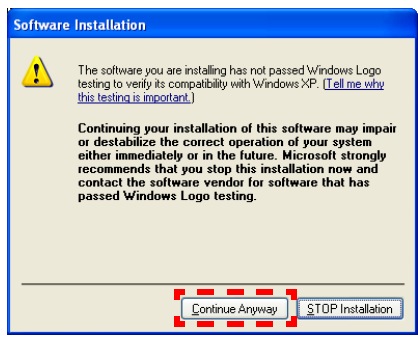 Software Installation
The software you are installing has not passed Windows Logo
testing to verify its compatibility with Windows XP. (Tell me why
this testing is important.)
Continuing your installation of this software may impair
or destabilize the correct operation of your system
either immediately or in the future. Microsoft strongly
recommends that you stop this installation now and
contact the software vendor for software that has
passed Windows Logo testing.
Continue Anyway STOP Installation